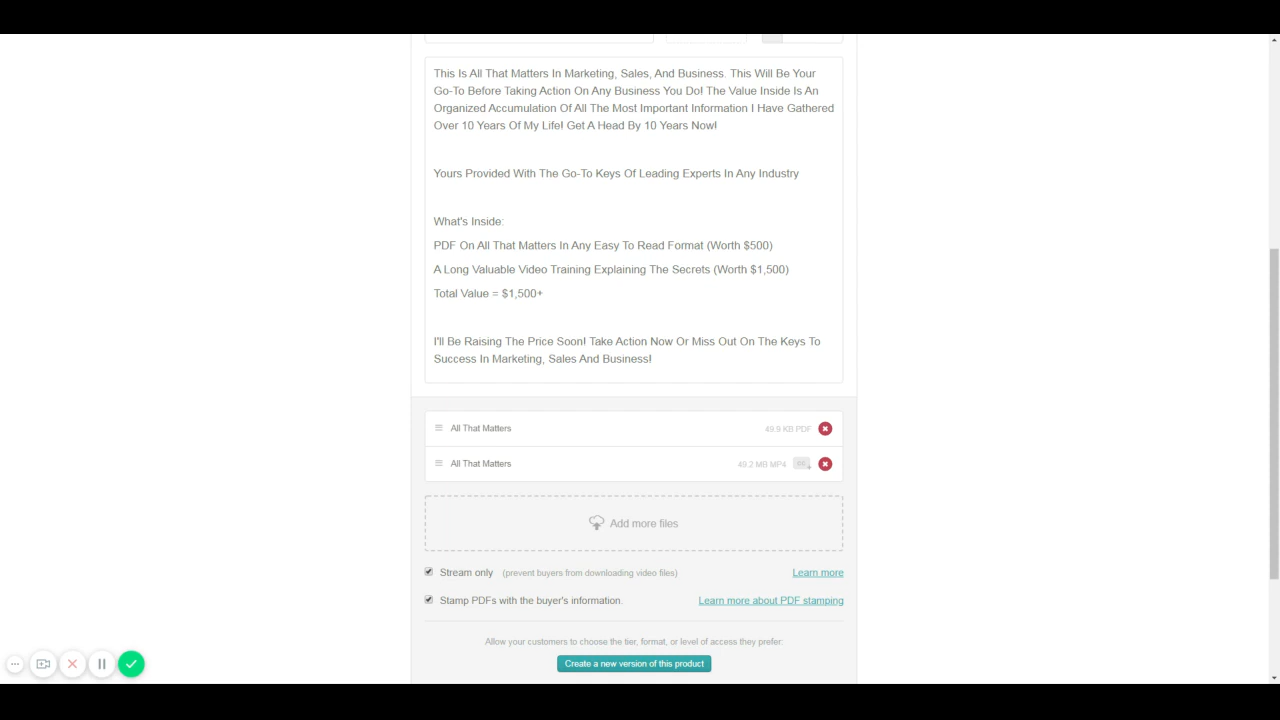 This Is All That Matters In Marketing, Sales, And Business. This Will Be Your
Go-To Before Taking Action On Any Business You Do! The Value Inside Is An
Organized Accumulation Of All The Most Important Information I Have Gathered
Over 10 Years Of My Life! Get A Head By 10 Years Now!
Yours Provided With The Go-To Keys Of Leading Experts In Any Industry
What's Inside:
PDF On All That Matters In Any Easy To Read Format (Worth $500)
A Long Valuable Video Training Explaining The Secrets (Worth $1,500)
Total Value = $1,500+
I'll Be Raising The Price Soon! Take Action Now Or Miss Out On The Keys To
Success In Marketing, Sales And Business!
All That Matters 49.9 KB PDF
All That Matters 49.2 MB MP4 CC
Add more files
Stream only (prevent buyers from downloading video files) Learn more
Stamp PDFs with the buyer's information. Learn more about PDF stamping
Allow your customers to choose the tier, format, or level of access they prefer:
Create a new version of this product